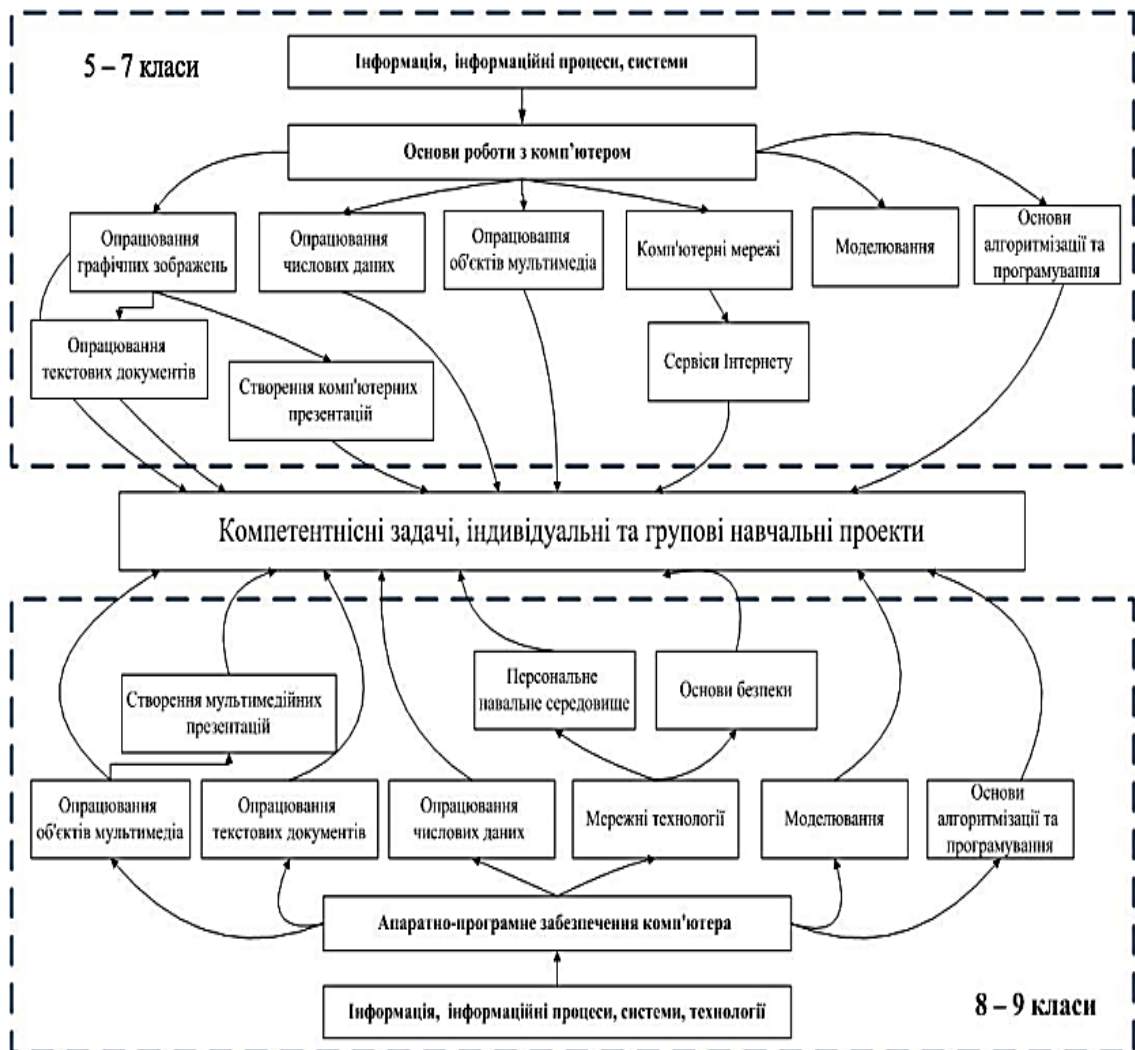 5 – 7 класи
Інформація, інформаційні процеси, системи
Основи роботи з комп’ютером
Опрацювання
графічних зображень
Опрацювання
числових даних
Опрацювання
об'єктів мультимедіа
Комп'ютерні мережі
Моделювання
Основи
алгоритмізації та
програмування
Опрацювання
текстових документів
Створення комп'ютерних
презентацій
Сервіси Інтернету
Компетентнісні задачі, індивідуальні та групові навчальні проекти
Створення мультимедійних
презентацій
Персональне
навальне середовище
Основи безпеки
Опрацювання
об'єктів мультимедіа
Опрацювання
текстових документів
Опрацювання
числових даних
Мережні технології
Моделювання
Основи
алгоритмізації та
програмування
Апаратно-програмне забезпечення комп'ютера
Інформація, інформаційні процеси, системи, технології
8 – 9 класи